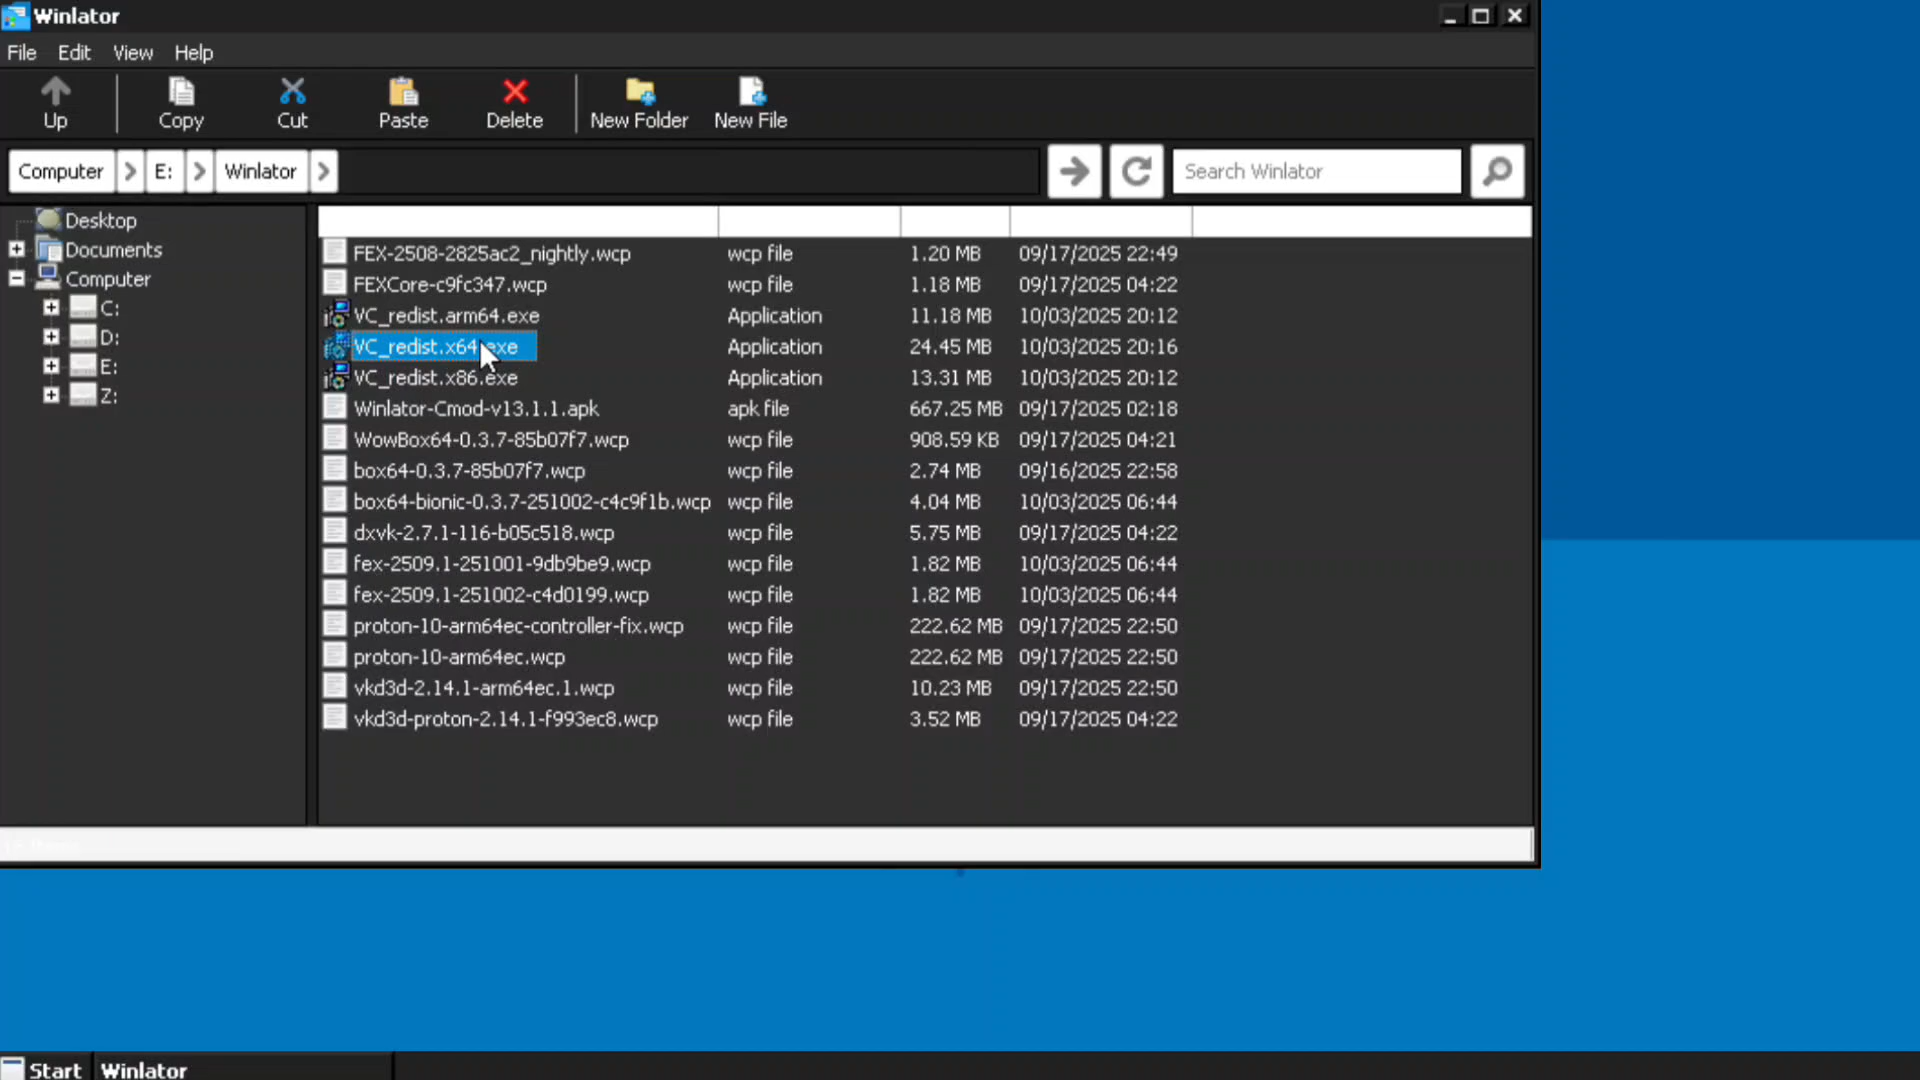 Winlator
File Edit View Help
Up Copy Cut Paste Delete New Folder New File
Computer E: Winlator Search Winlator
Desktop
Documents
Computer
C:
D:
E:
Z:
FEX-2508-2825ac2_nightly.wcp wcp file 1.20 MB 09/17/2025 22:49
FEXCore-c9fc347.wcp wcp file 1.18 MB 09/17/2025 04:22
VC_redist.arm64.exe Application 11.18 MB 10/03/2025 20:12
VC_redist.x64.exe Application 24.45 MB 10/03/2025 20:16
VC_redist.x86.exe Application 13.31 MB 10/03/2025 20:12
Winlator-Cmod-v13.1.1.apk apk file 667.25 MB 09/17/2025 02:18
WowBox64-0.3.7-85b07f7.wcp wcp file 908.59 KB 09/17/2025 04:21
box64-0.3.7-85b07f7.wcp wcp file 2.74 MB 09/16/2025 22:58
box64-bionic-0.3.7-251002-c4c9f1b.wcp wcp file 4.04 MB 10/03/2025 06:44
dxvk-2.7.1-116-b05c518.wcp wcp file 5.75 MB 09/17/2025 04:22
fex-2509.1-251001-9db9be9.wcp wcp file 1.82 MB 10/03/2025 06:44
fex-2509.1-251002-c4d0199.wcp wcp file 1.82 MB 10/03/2025 06:44
proton-10-arm64ec-controller-fix.wcp wcp file 222.62 MB 09/17/2025 22:50
proton-10-arm64ec.wcp wcp file 222.62 MB 09/17/2025 22:50
vkd3d-2.14.1-arm64ec.1.wcp wcp file 10.23 MB 09/17/2025 22:50
vkd3d-proton-2.14.1-f993ec8.wcp wcp file 3.52 MB 09/17/2025 04:22
Start Winlator